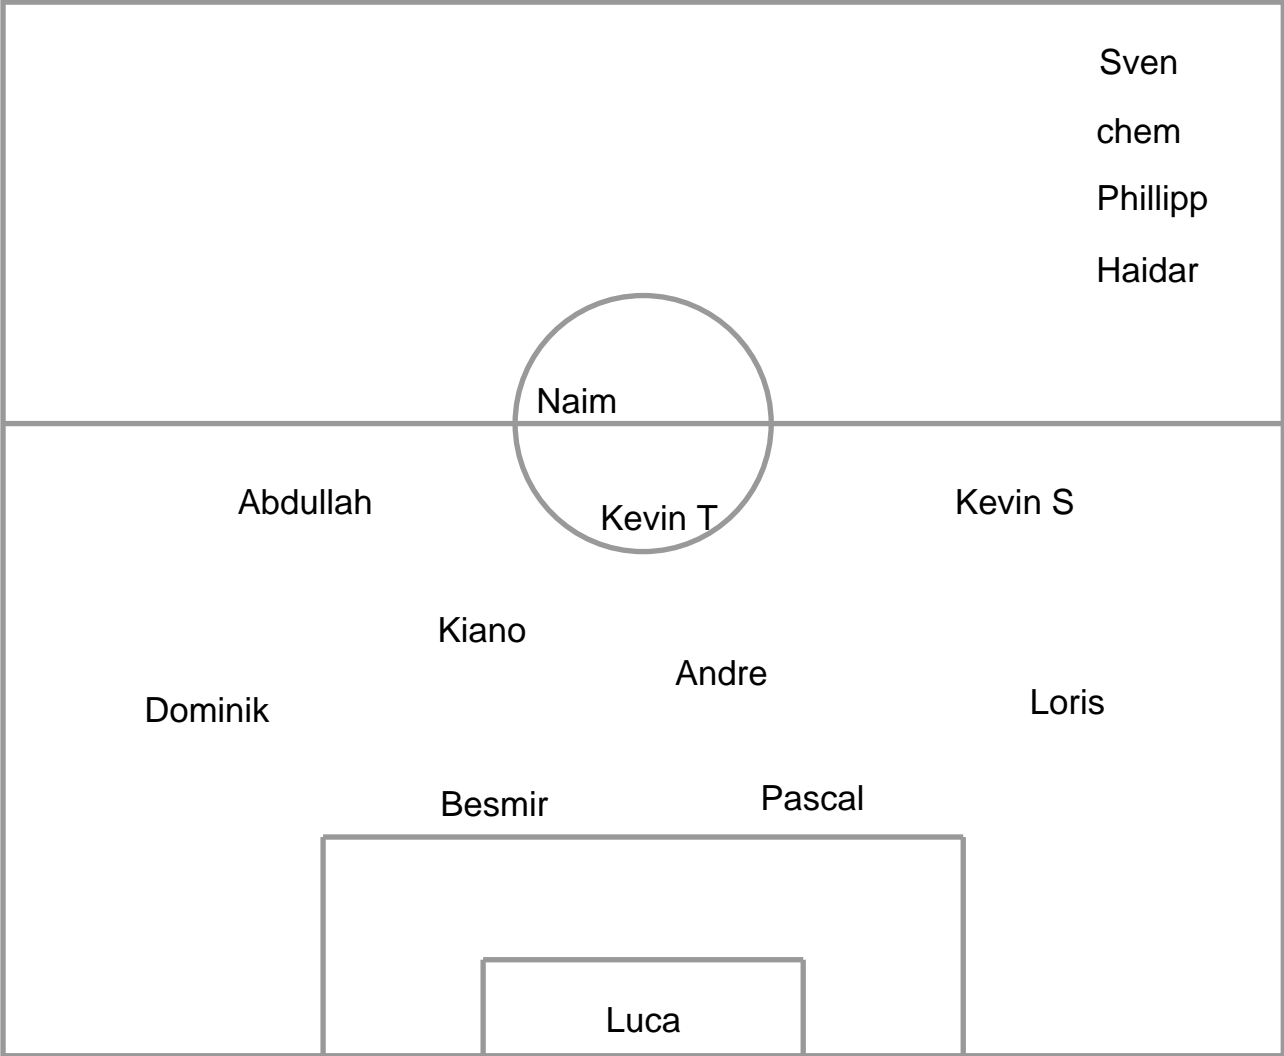 Sven
chem
Phillipp
Haidar
Naim
Abdullah
Kevin T
Kevin S
Kiano
Andre
Dominik
Loris
Besmir
Pascal
Luca